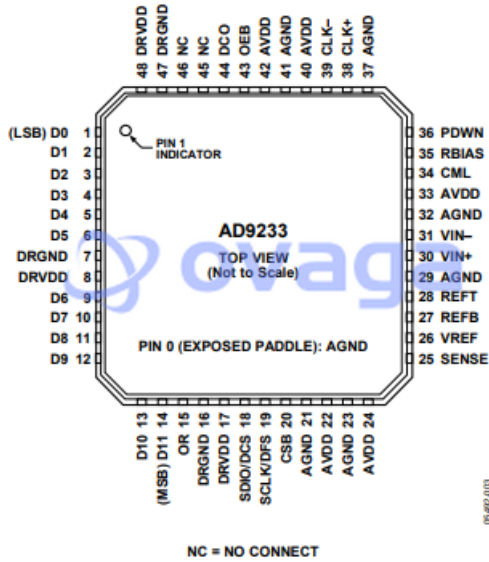 48 DRVDD
47 DRGND
46 NC
45 NC
44 DCO
43 OEB
42 AVDD
41 AGND
40 AVDD
39 CLK–
38 CLK+
37 AGND
(LSB) D0 1
D1 2
D2 3
D3 4
D4 5
D5 6
DRGND 7
DRVDD 8
D6 9
D7 10
D8 11
D9 12
PIN 1
INDICATOR
AD9233
TOP VIEW
(Not to Scale)
ovaga
PIN 0 (EXPOSED PADDLE): AGND
36 PDWN
35 RBIAS
34 CML
33 AVDD
32 AGND
31 VIN–
30 VIN+
29 AGND
28 REFT
27 REFB
26 VREF
25 SENSE
D10 13
(MSB) D11 14
OR 15
DRGND 16
DRVDD 17
SDIO/DCS 18
SCLK/DFS 19
CSB 20
AGND 21
AVDD 22
AGND 23
AVDD 24
05492-003
NC = NO CONNECT